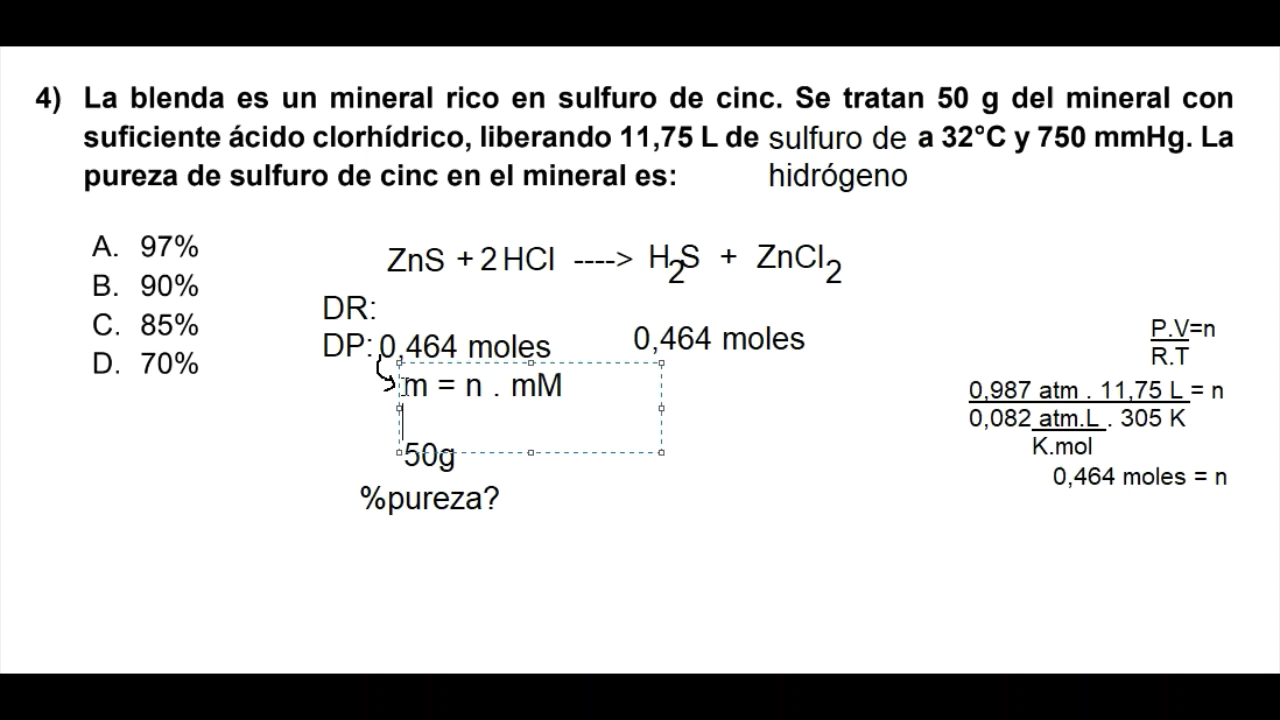 4) La blenda es un mineral rico en sulfuro de cinc. Se tratan 50 g del mineral con
suficiente ácido clorhídrico, liberando 11,75 L de sulfuro de a 32°C y 750 mmHg. La
pureza de sulfuro de cinc en el mineral es: hidrógeno
A. 97%
B. 90%
C. 85%
D. 70%
ZnS + 2 HCl ----> H2S + ZnCl2
DR:
DP: 0,464 moles 0,464 moles
m = n . mM
50g
%pureza?
P.V=n
R.T
0,987 atm . 11,75 L = n
0,082 atm.L . 305 K
K.mol
0,464 moles = n